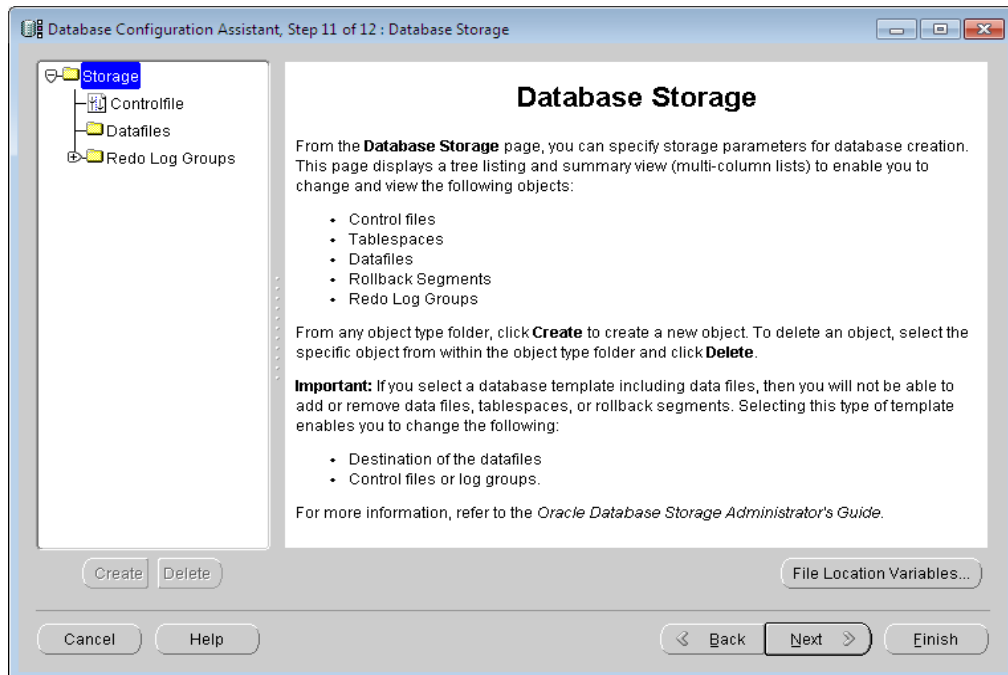 Database Configuration Assistant, Step 11 of 12 : Database Storage
Storage
Controlfile
Datafiles
Redo Log Groups
Database Storage
From the Database Storage page, you can specify storage parameters for database creation.
This page displays a tree listing and summary view (multi-column lists) to enable you to
change and view the following objects:
• Control files
• Tablespaces
• Datafiles
• Rollback Segments
• Redo Log Groups
From any object type folder, click Create to create a new object. To delete an object, select the
specific object from within the object type folder and click Delete.
Important: If you select a database template including data files, then you will not be able to
add or remove data files, tablespaces, or rollback segments. Selecting this type of template
enables you to change the following:
• Destination of the datafiles
• Control files or log groups.
For more information, refer to the Oracle Database Storage Administrator's Guide.
Create Delete File Location Variables...
Cancel Help Back Next Finish